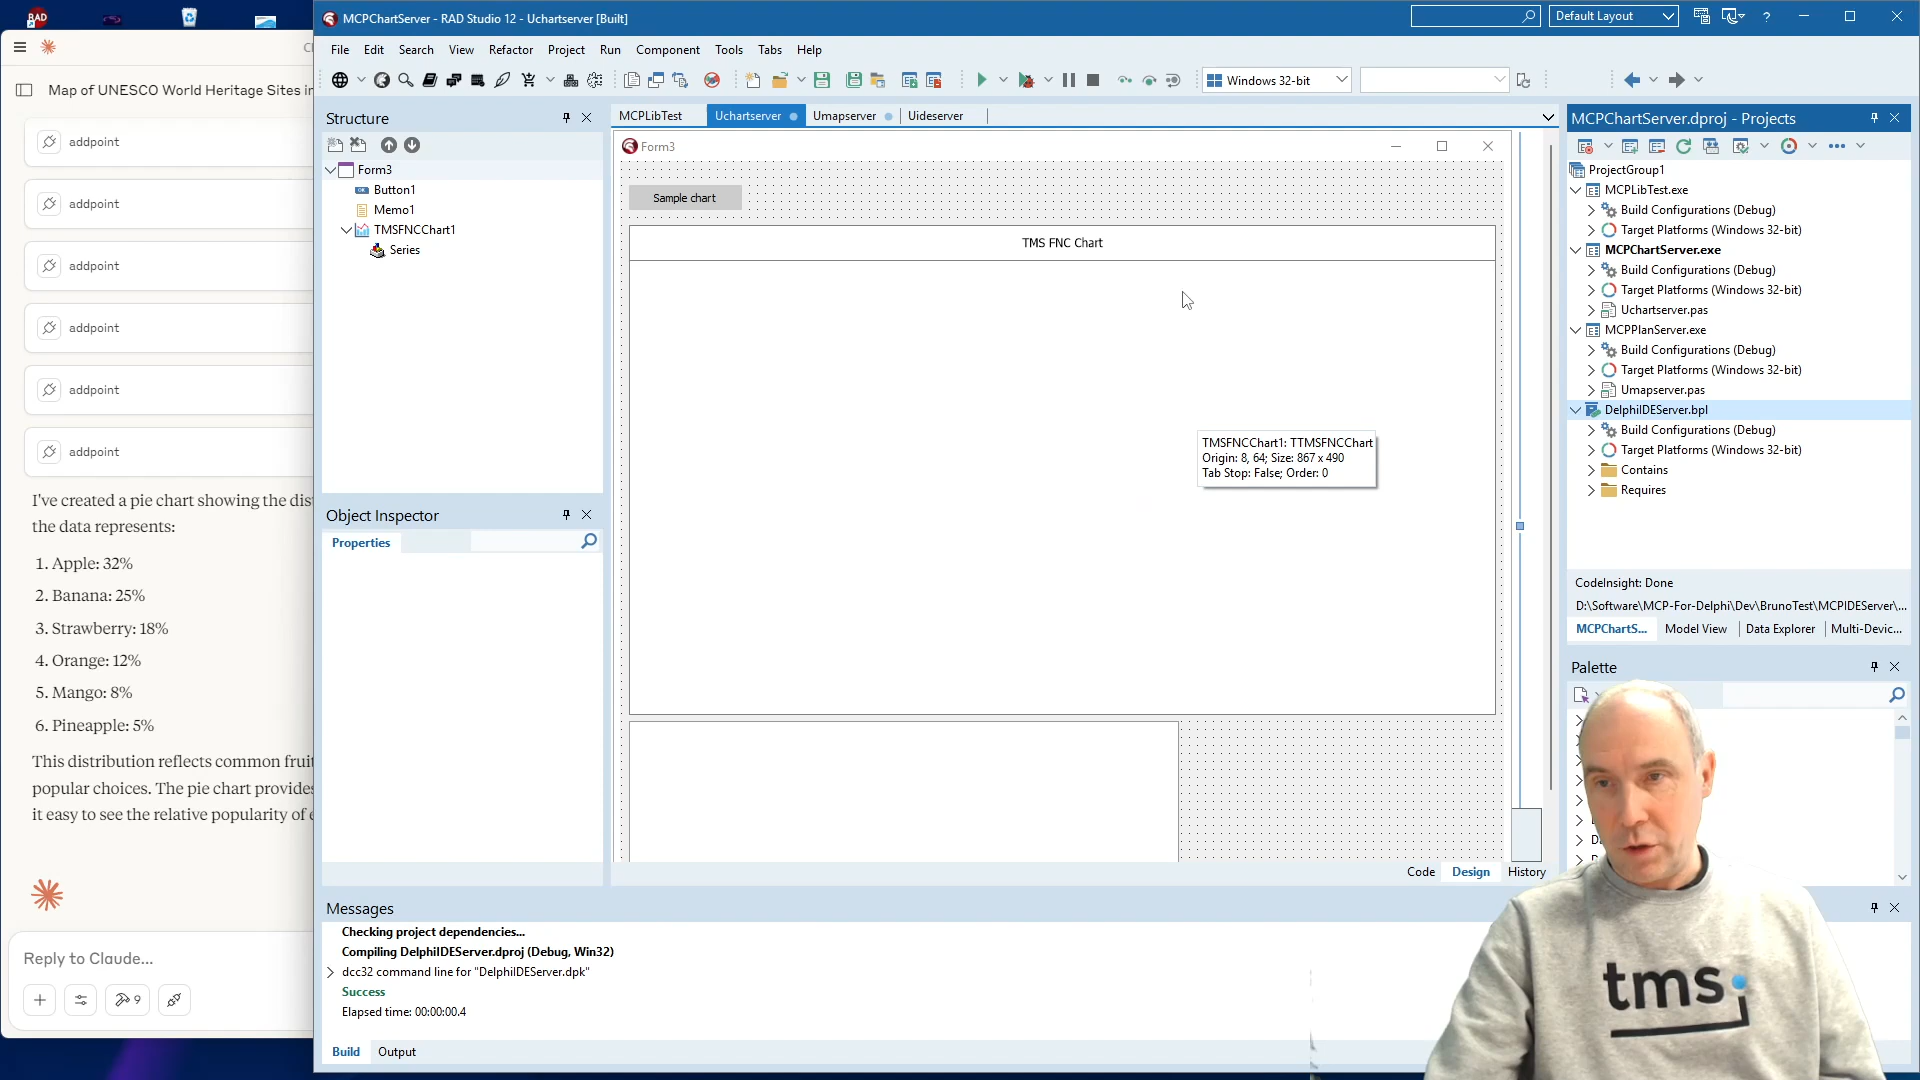 RAD
Map of UNESCO World Heritage Sites in
addpoint
addpoint
addpoint
addpoint
addpoint
addpoint
I've created a pie chart showing the dis
the data represents:
1. Apple: 32%
2. Banana: 25%
3. Strawberry: 18%
4. Orange: 12%
5. Mango: 8%
6. Pineapple: 5%
This distribution reflects common fruit
popular choices. The pie chart provides
it easy to see the relative popularity of e
Reply to Claude...
9
MCPChartServer - RAD Studio 12 - Uchartserver [Built]
Default Layout
?
File Edit Search View Refactor Project Run Component Tools Tabs Help
Windows 32-bit
Structure
Form3
Button1
Memo1
TMSFNCChart1
Series
Object Inspector
Properties
MCPLibTest Uchartserver Umapserver Uideserver
Form3
Sample chart
TMS FNC Chart
TMSFNCChart1: TTMSFNCChart
Origin: 8, 64; Size: 867 x 490
Tab Stop: False; Order: 0
Code Design History
MCPChartServer.dproj - Projects
ProjectGroup1
MCPLibTest.exe
Build Configurations (Debug)
Target Platforms (Windows 32-bit)
MCPChartServer.exe
Build Configurations (Debug)
Target Platforms (Windows 32-bit)
Uchartserver.pas
MCPPlanServer.exe
Build Configurations (Debug)
Target Platforms (Windows 32-bit)
Umapserver.pas
DelphiIDEServer.bpl
Build Configurations (Debug)
Target Platforms (Windows 32-bit)
Contains
Requires
CodeInsight: Done
D:\Software\MCP-For-Delphi\Dev\BrunoTest\MCPIDEServer\...
MCPChartS... Model View Data Explorer Multi-Devic...
Palette
Messages
Checking project dependencies...
Compiling DelphiIDEServer.dproj (Debug, Win32)
dcc32 command line for "DelphiIDEServer.dpk"
Success
Elapsed time: 00:00:00.4
Build Output
tms